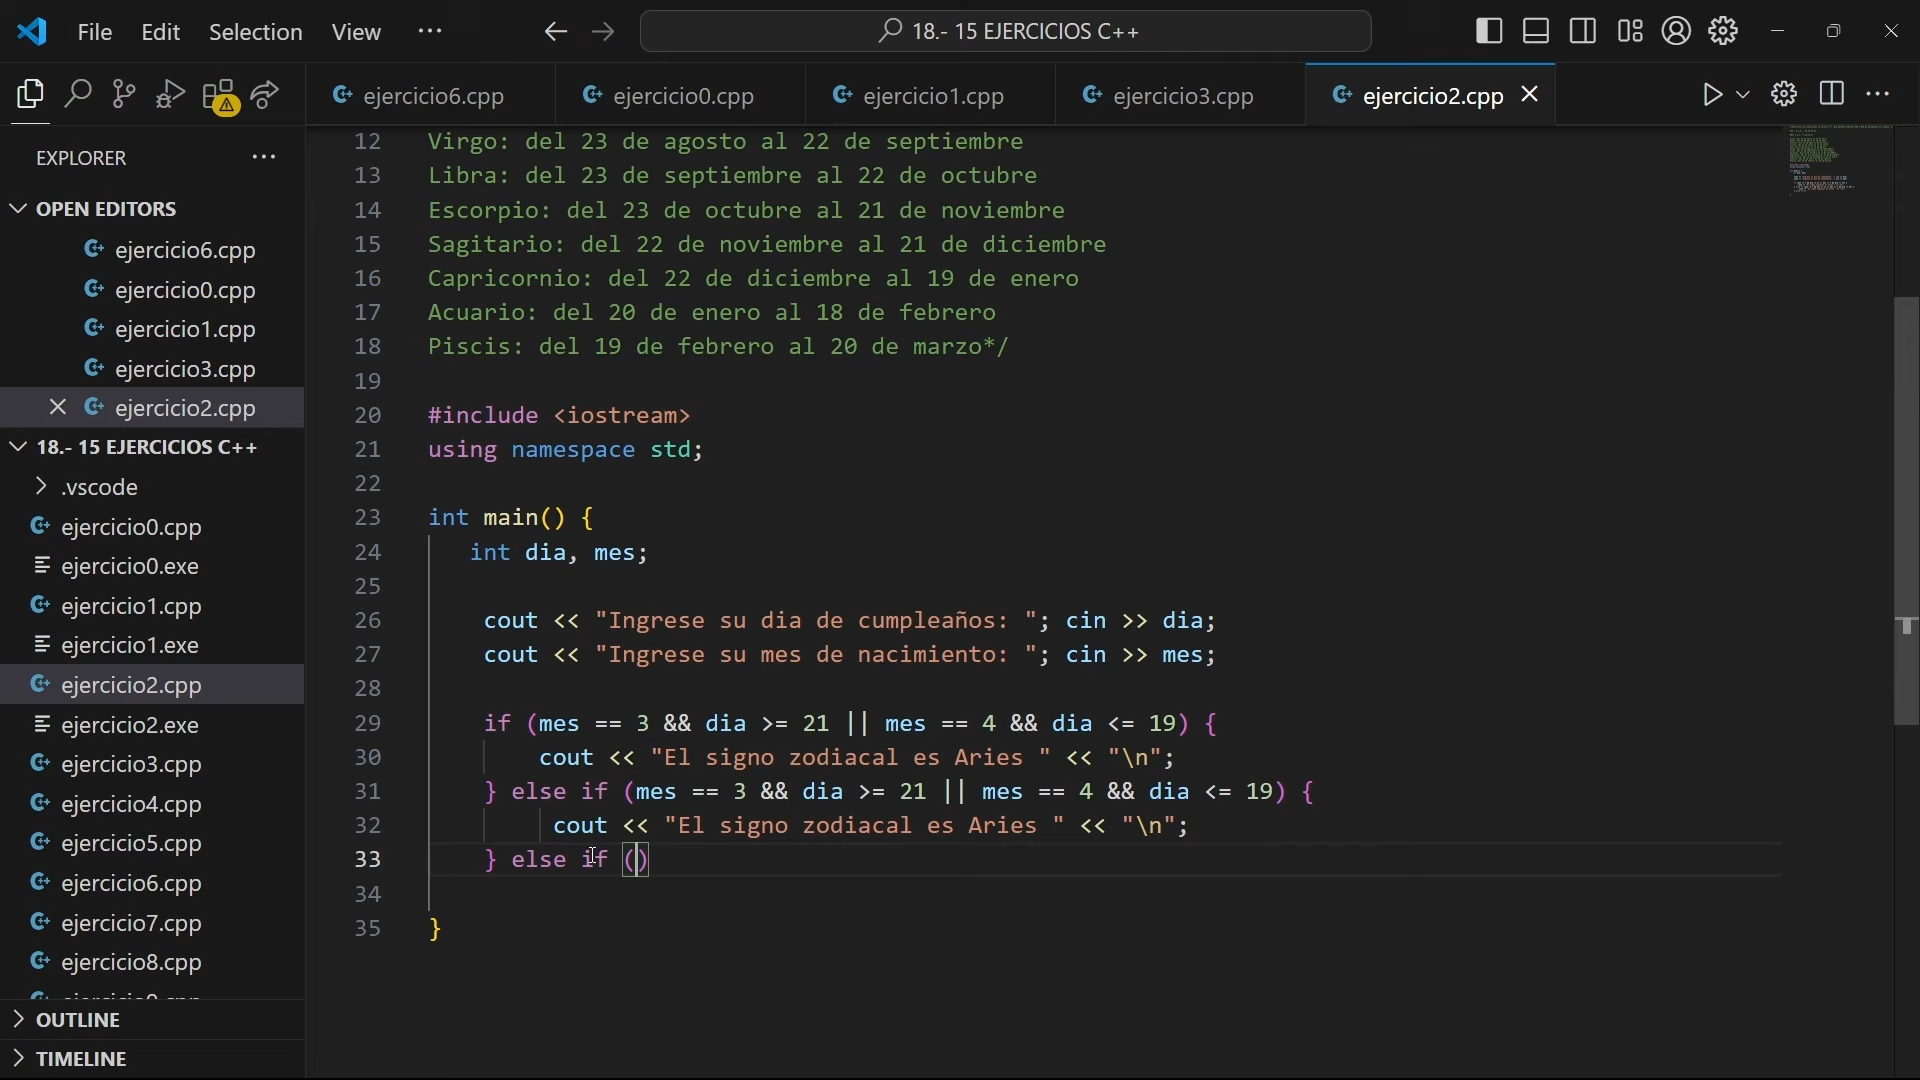 File Edit Selection View ··· 18.- 15 EJERCICIOS C++
ejercicio6.cpp ejercicio0.cpp ejercicio1.cpp ejercicio3.cpp ejercicio2.cpp
EXPLORER
OPEN EDITORS
ejercicio6.cpp
ejercicio0.cpp
ejercicio1.cpp
ejercicio3.cpp
ejercicio2.cpp
18.- 15 EJERCICIOS C++
.vscode
ejercicio0.cpp
ejercicio0.exe
ejercicio1.cpp
ejercicio1.exe
ejercicio2.cpp
ejercicio2.exe
ejercicio3.cpp
ejercicio4.cpp
ejercicio5.cpp
ejercicio6.cpp
ejercicio7.cpp
ejercicio8.cpp
OUTLINE
TIMELINE
12 Virgo: del 23 de agosto al 22 de septiembre
13 Libra: del 23 de septiembre al 22 de octubre
14 Escorpio: del 23 de octubre al 21 de noviembre
15 Sagitario: del 22 de noviembre al 21 de diciembre
16 Capricornio: del 22 de diciembre al 19 de enero
17 Acuario: del 20 de enero al 18 de febrero
18 Piscis: del 19 de febrero al 20 de marzo*/
19
20 #include <iostream>
21 using namespace std;
22
23 int main() {
24 int dia, mes;
25
26 cout << "Ingrese su dia de cumpleaños: "; cin >> dia;
27 cout << "Ingrese su mes de nacimiento: "; cin >> mes;
28
29 if (mes == 3 && dia >= 21 || mes == 4 && dia <= 19) {
30 cout << "El signo zodiacal es Aries " << "\n";
31 } else if (mes == 3 && dia >= 21 || mes == 4 && dia <= 19) {
32 cout << "El signo zodiacal es Aries " << "\n";
33 } else if ()
34
35 }